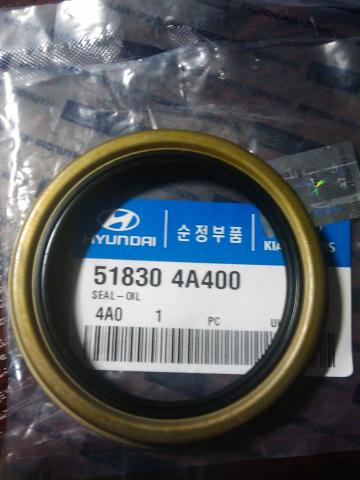 HYUNDAI 순정부품 KIA
51830 4A400
SEAL-OIL
4A0 1 PC